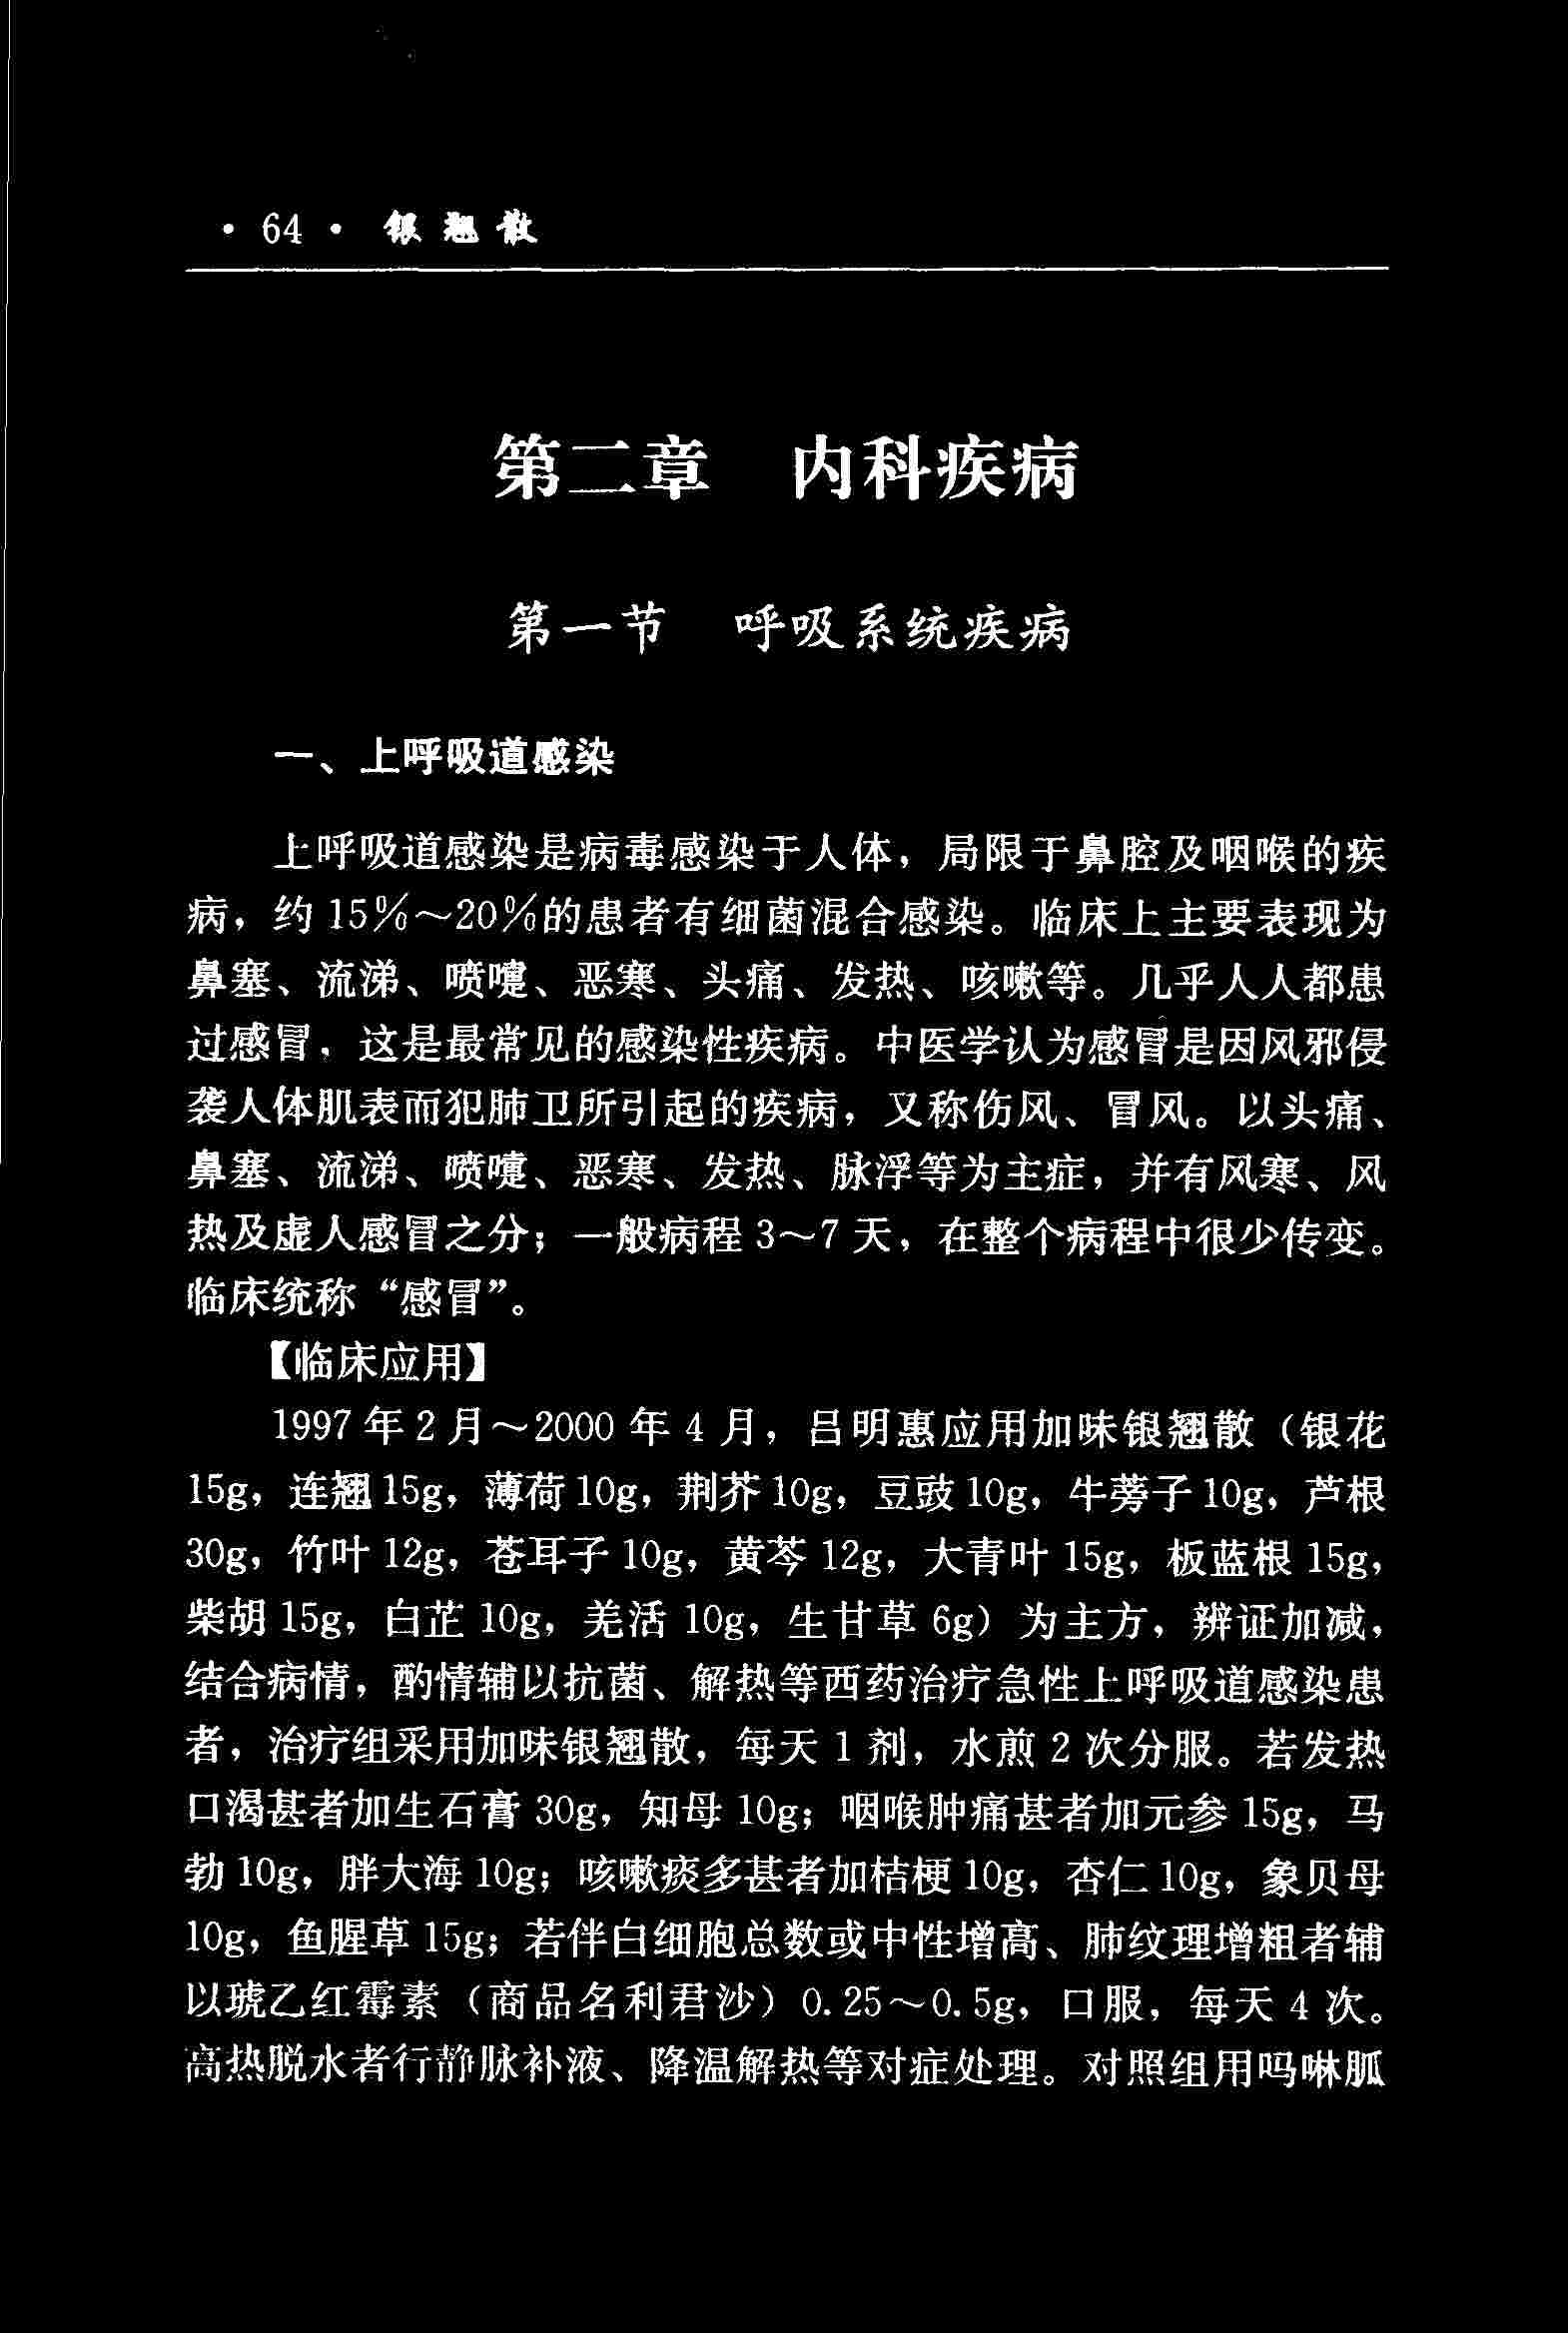 · 64 · 银翘散
第二章 内科疾病
第一节 呼吸系统疾病
一、上呼吸道感染
上呼吸道感染是病毒感染于人体，局限于鼻腔及咽喉的疾
病，约 15%～20%的患者有细菌混合感染。临床上主要表现为
鼻塞、流涕、喷嚏、恶寒、头痛、发热、咳嗽等。几乎人人都患
过感冒，这是最常见的感染性疾病。中医学认为感冒是因风邪侵
袭人体肌表而犯肺卫所引起的疾病，又称伤风、冒风。以头痛、
鼻塞、流涕、喷嚏、恶寒、发热、脉浮等为主症，并有风寒、风
热及虚人感冒之分；一般病程 3～7 天，在整个病程中很少传变。
临床统称“感冒”。
【临床应用】
1997 年 2 月～2000 年 4 月，吕明惠应用加味银翘散（银花
15g，连翘 15g，薄荷 10g，荆芥 10g，豆豉 10g，牛蒡子 10g，芦根
30g，竹叶 12g，苍耳子 10g，黄芩 12g，大青叶 15g，板蓝根 15g，
柴胡 15g，白芷 10g，羌活 10g，生甘草 6g）为主方，辨证加减，
结合病情，酌情辅以抗菌、解热等西药治疗急性上呼吸道感染患
者，治疗组采用加味银翘散，每天 1 剂，水煎 2 次分服。若发热
口渴甚者加生石膏 30g，知母 10g；咽喉肿痛甚者加元参 15g，马
勃 10g，胖大海 10g；咳嗽痰多甚者加桔梗 10g，杏仁 10g，象贝母
10g，鱼腥草 15g；若伴白细胞总数或中性增高、肺纹理增粗者辅
以琥乙红霉素（商品名利君沙）0.25～0.5g，口服，每天 4 次。
高热脱水者行静脉补液、降温解热等对症处理。对照组用吗啉胍